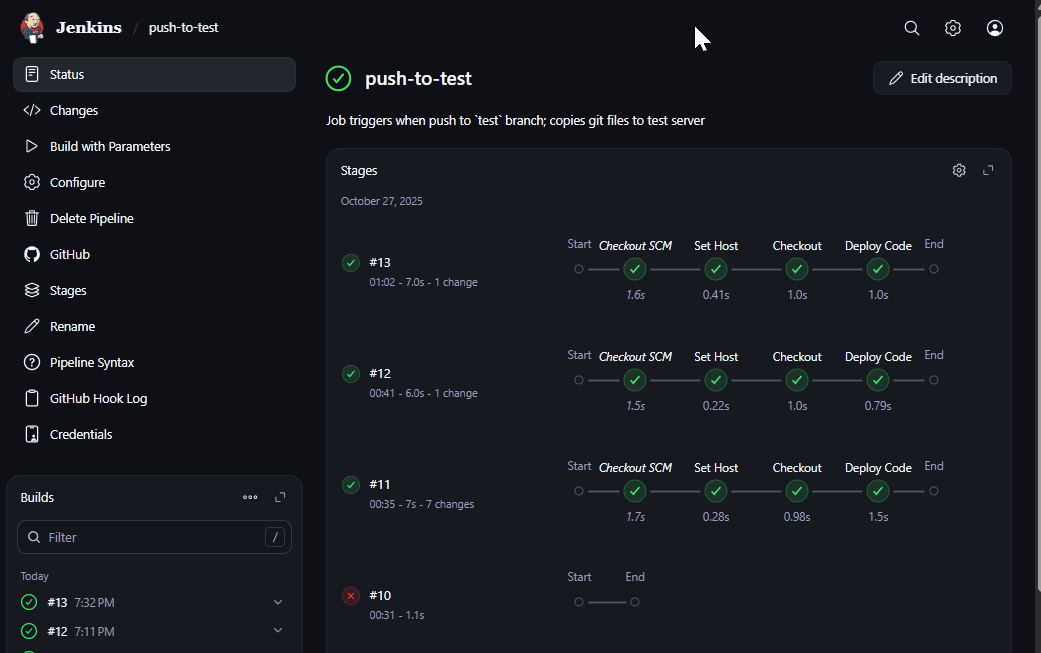 Jenkins / push-to-test
Status
Changes
Build with Parameters
Configure
Delete Pipeline
GitHub
Stages
Rename
Pipeline Syntax
GitHub Hook Log
Credentials
Builds
Filter /
Today
#13 7:32 PM
#12 7:11 PM
push-to-test
Edit description
Job triggers when push to `test` branch; copies git files to test server
Stages
October 27, 2025
#13
01:02 - 7.0s - 1 change
Start Checkout SCM Set Host Checkout Deploy Code End
1.6s 0.41s 1.0s 1.0s
#12
00:41 - 6.0s - 1 change
Start Checkout SCM Set Host Checkout Deploy Code End
1.5s 0.22s 1.0s 0.79s
#11
00:35 - 7s - 7 changes
Start Checkout SCM Set Host Checkout Deploy Code End
1.7s 0.28s 0.98s 1.5s
#10
00:31 - 1.1s
Start End